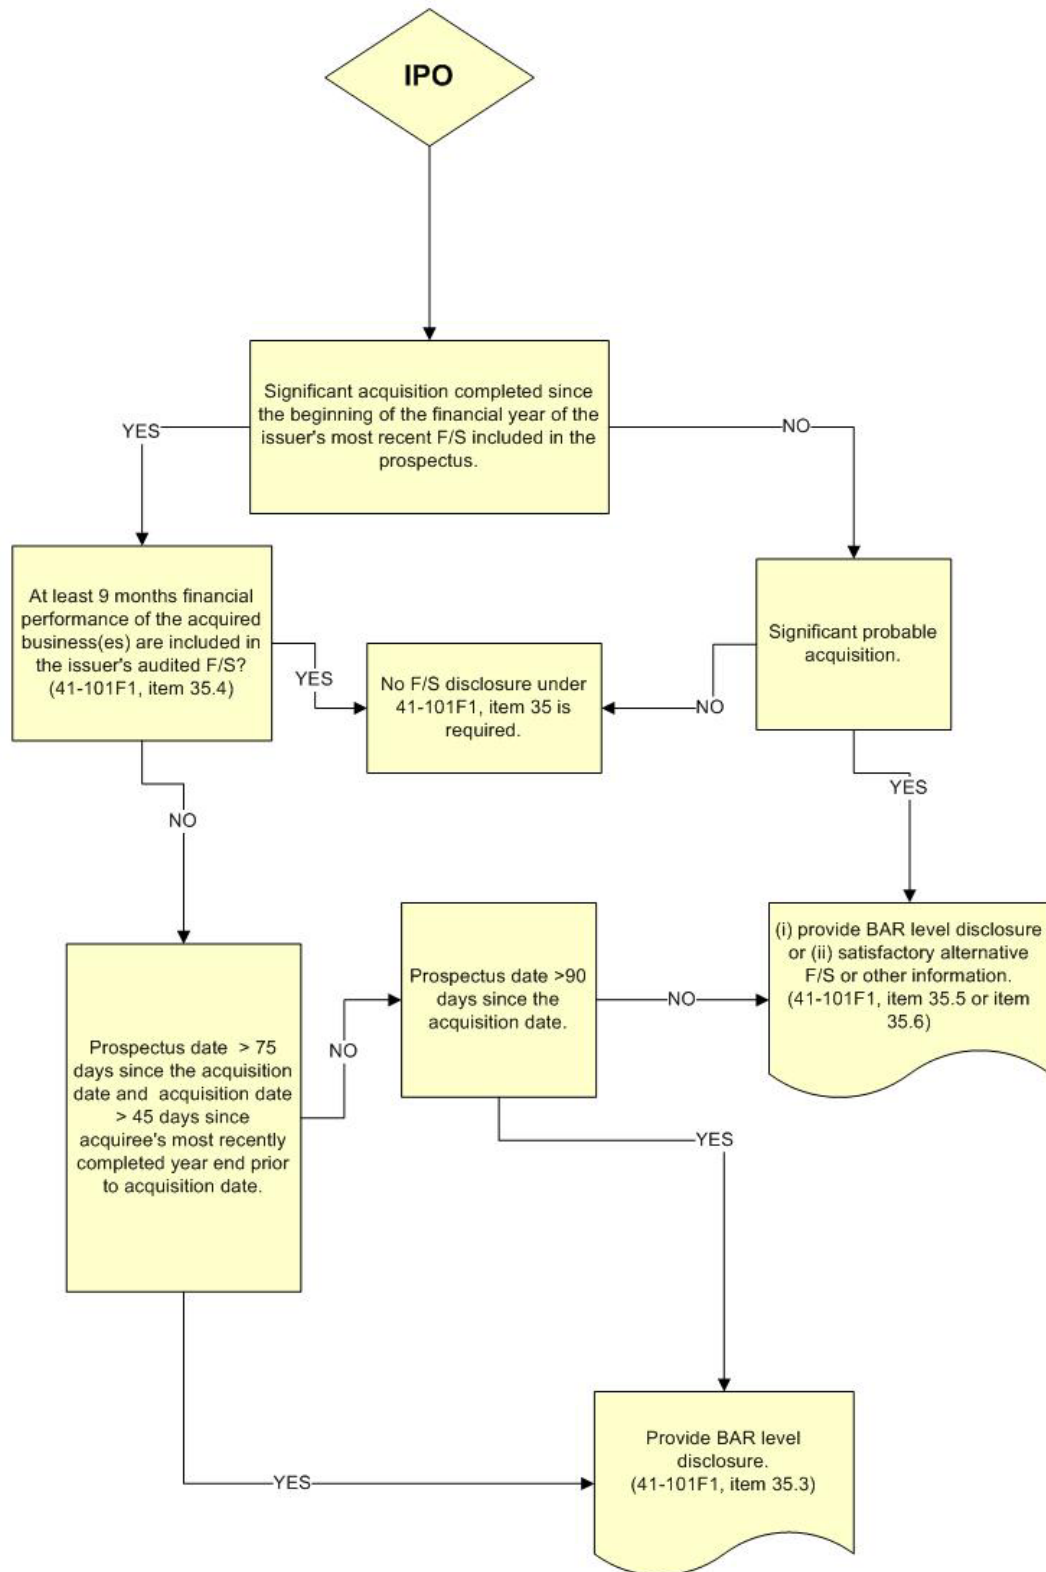 IPO
Significant acquisition completed since
the beginning of the financial year of the
issuer's most recent F/S included in the
prospectus.
YES
NO
At least 9 months financial
performance of the acquired
business(es) are included in
the issuer's audited F/S?
(41-101F1, item 35.4)
YES
No F/S disclosure under
41-101F1, item 35 is
required.
NO
Significant probable
acquisition.
YES
NO
Prospectus date > 75
days since the acquisition
date and acquisition date
> 45 days since
acquiree's most recently
completed year end prior
to acquisition date.
NO
Prospectus date >90
days since the
acquisition date.
NO
(i) provide BAR level disclosure
or (ii) satisfactory alternative
F/S or other information.
(41-101F1, item 35.5 or item
35.6)
YES
YES
Provide BAR level
disclosure.
(41-101F1, item 35.3)